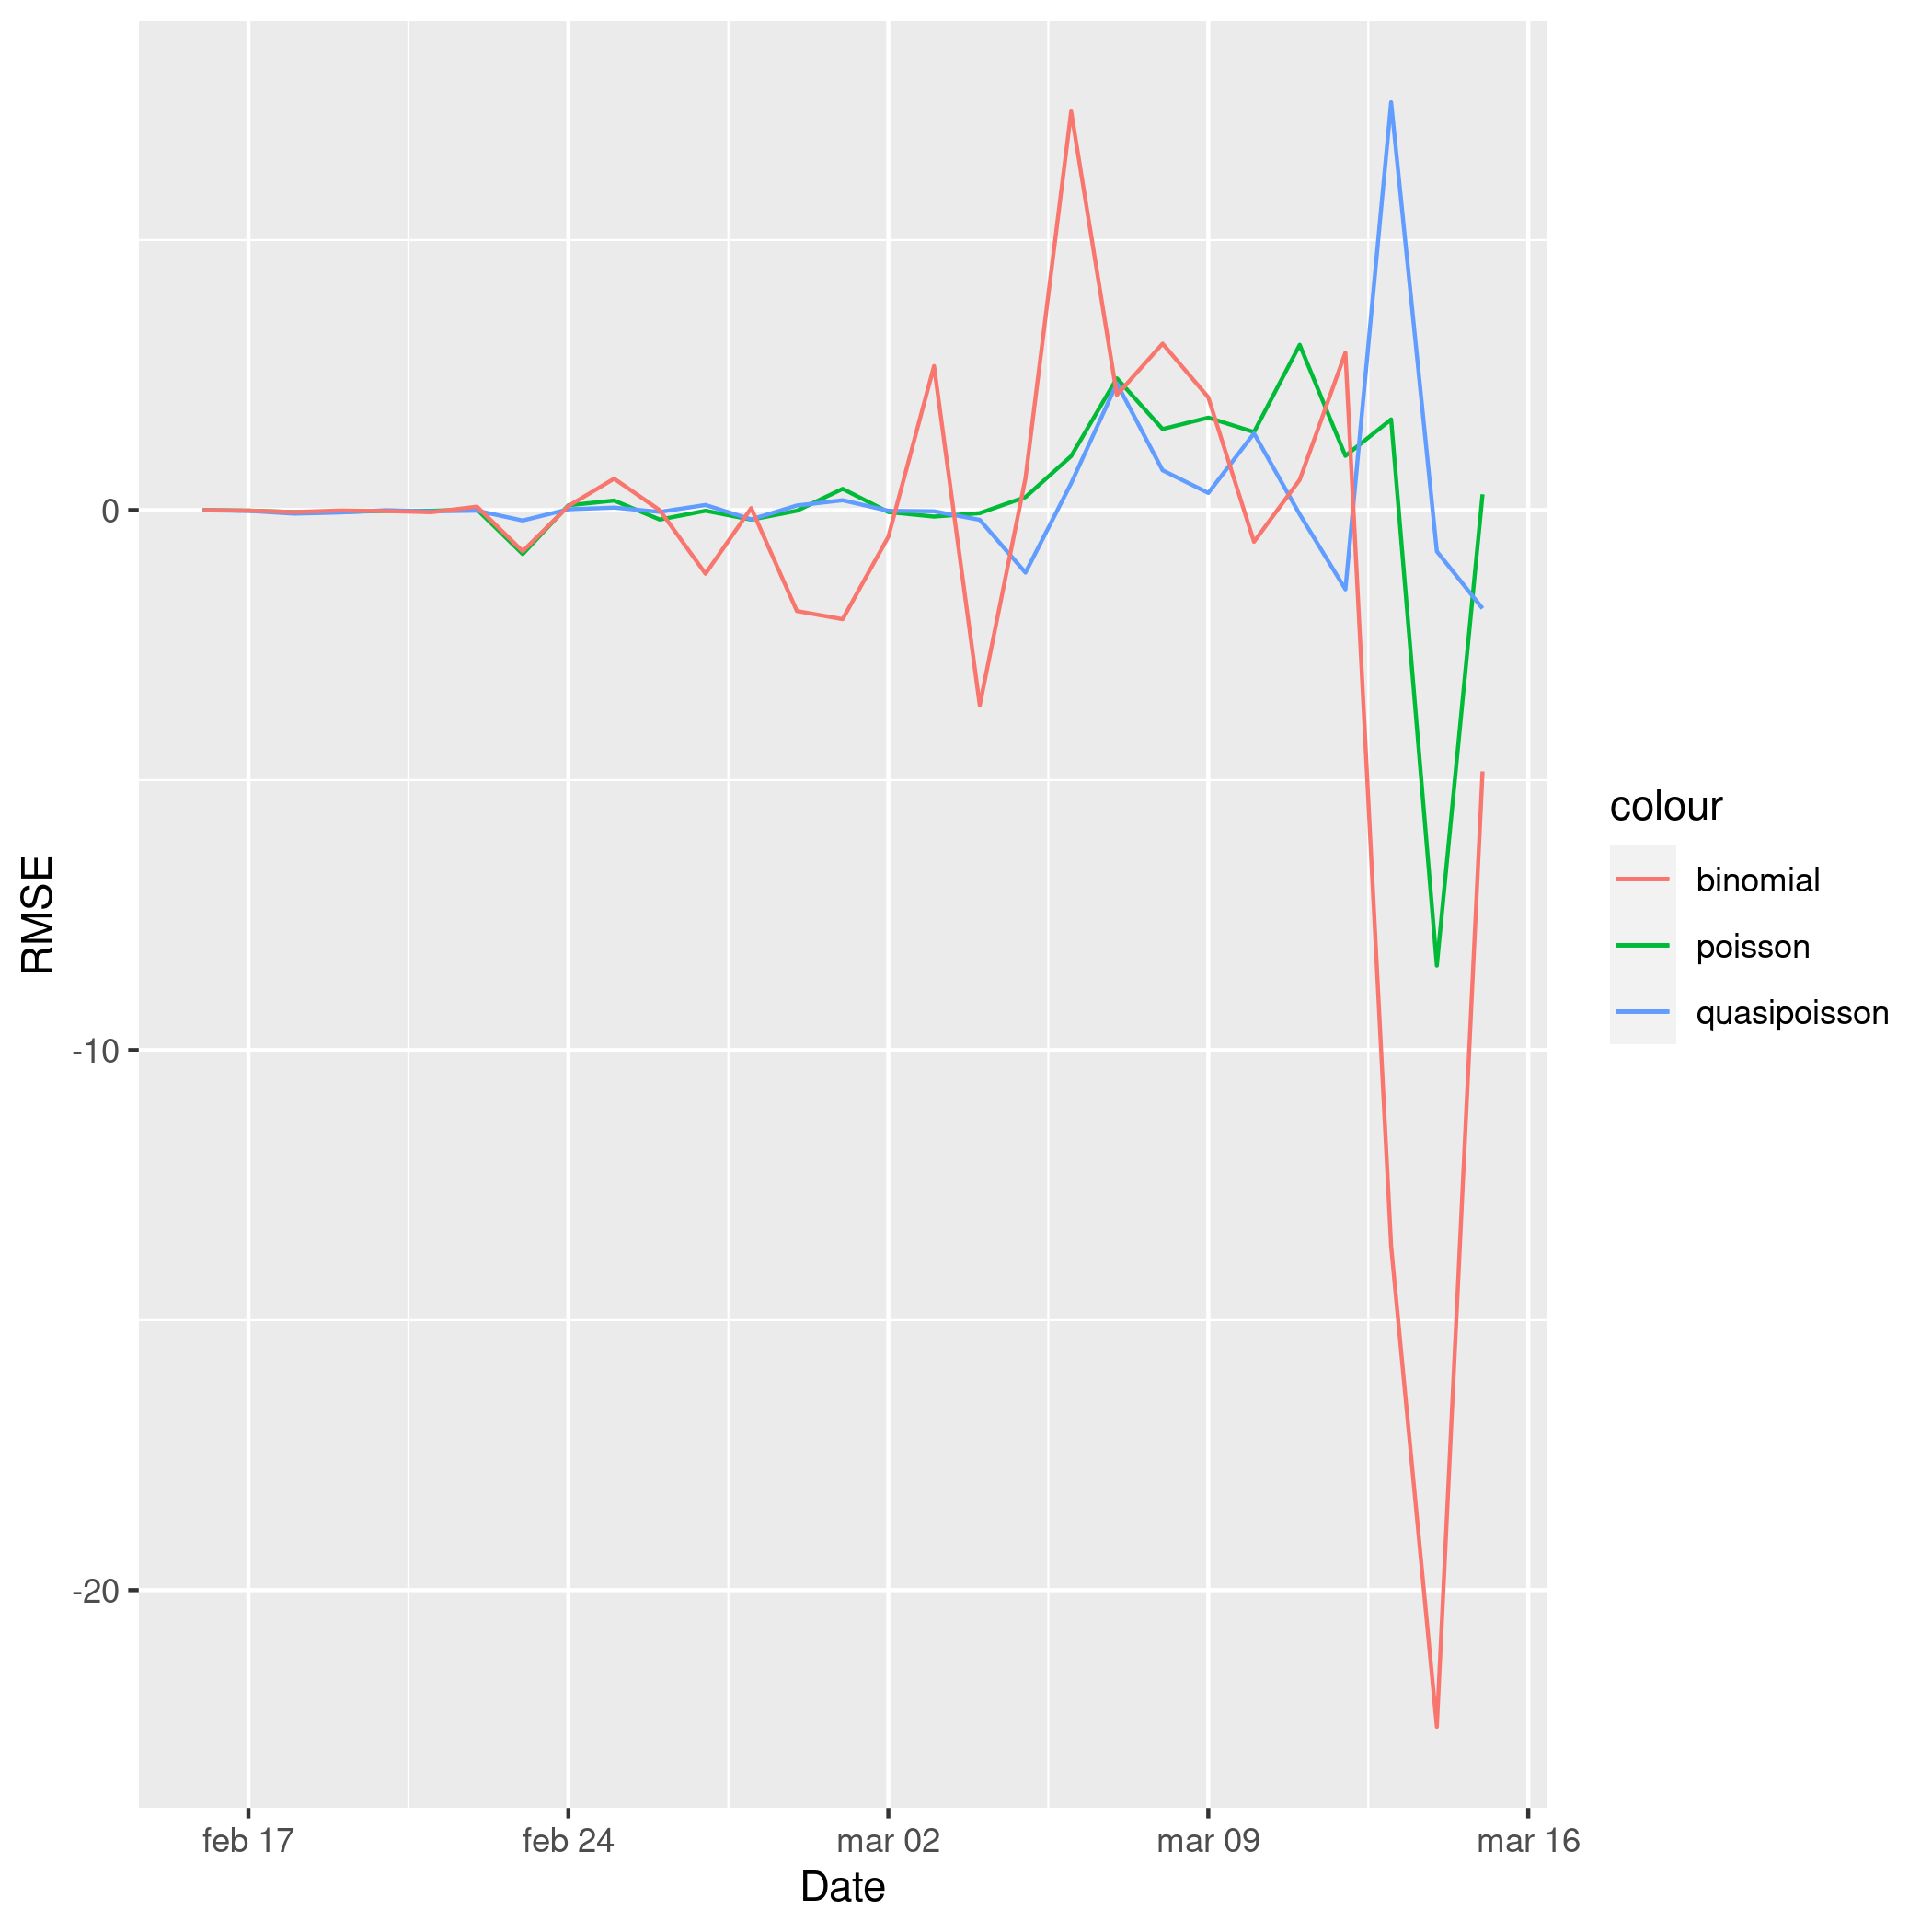 RMSE
0
-10
-20
feb 17
feb 24
mar 02
mar 09
mar 16
Date
colour
binomial
poisson
quasipoisson